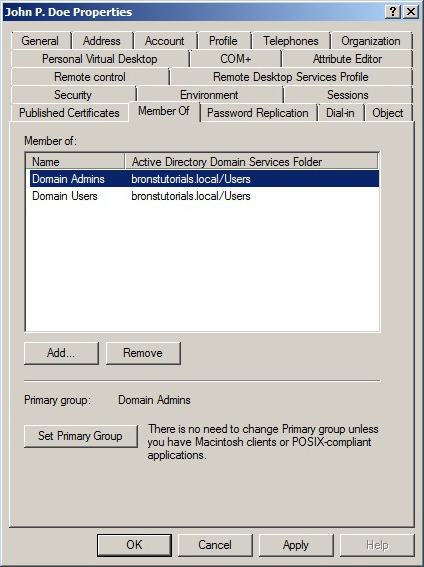 John P. Doe Properties
General Address Account Profile Telephones Organization
Personal Virtual Desktop COM+ Attribute Editor
Remote control Remote Desktop Services Profile
Security Environment Sessions
Published Certificates Member Of Password Replication Dial-in Object
Member of:
Name Active Directory Domain Services Folder
Domain Admins bronstutorials.local/Users
Domain Users bronstutorials.local/Users
Add... Remove
Primary group: Domain Admins
Set Primary Group
There is no need to change Primary group unless
you have Macintosh clients or POSIX-compliant
applications.
OK Cancel Apply Help